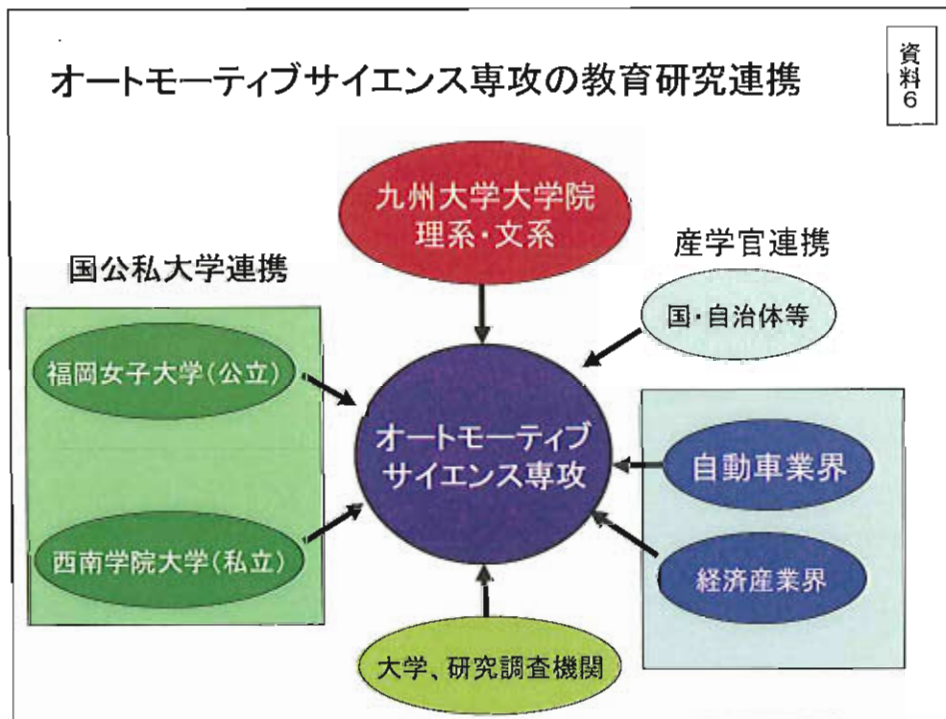 オートモーティブサイエンス専攻の教育研究連携
資料6
九州大学大学院
理系・文系
国公私大学連携
産学官連携
国・自治体等
福岡女子大学(公立)
オートモーティブ
サイエンス専攻
自動車業界
西南学院大学(私立)
経済産業界
大学、研究調査機関